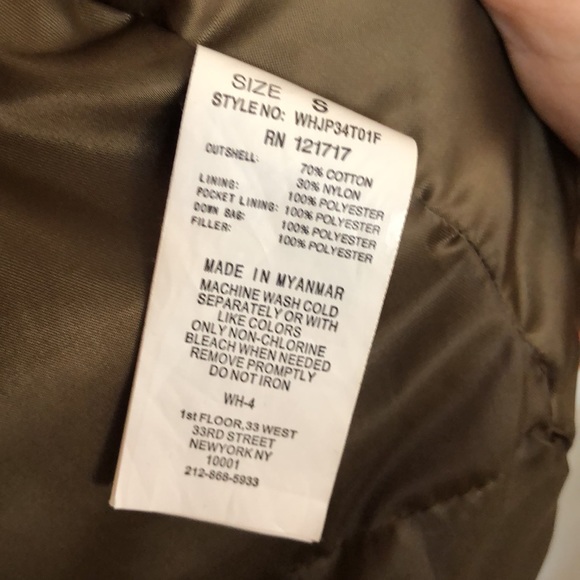 SIZE S
STYLE NO: WHJP34T01F
RN 121717
OUTSHELL: 70% COTTON
30% NYLON
LINING: 100% POLYESTER
POCKET LINING: 100% POLYESTER
DOWN BAG: 100% POLYESTER
FILLER: 100% POLYESTER
MADE IN MYANMAR
MACHINE WASH COLD
SEPARATELY OR WITH
LIKE COLORS
ONLY NON-CHLORINE
BLEACH WHEN NEEDED
REMOVE PROMPTLY
DO NOT IRON
WH-4
1st FLOOR,33 WEST
33RD STREET
NEWYORK NY
10001
212-868-5933